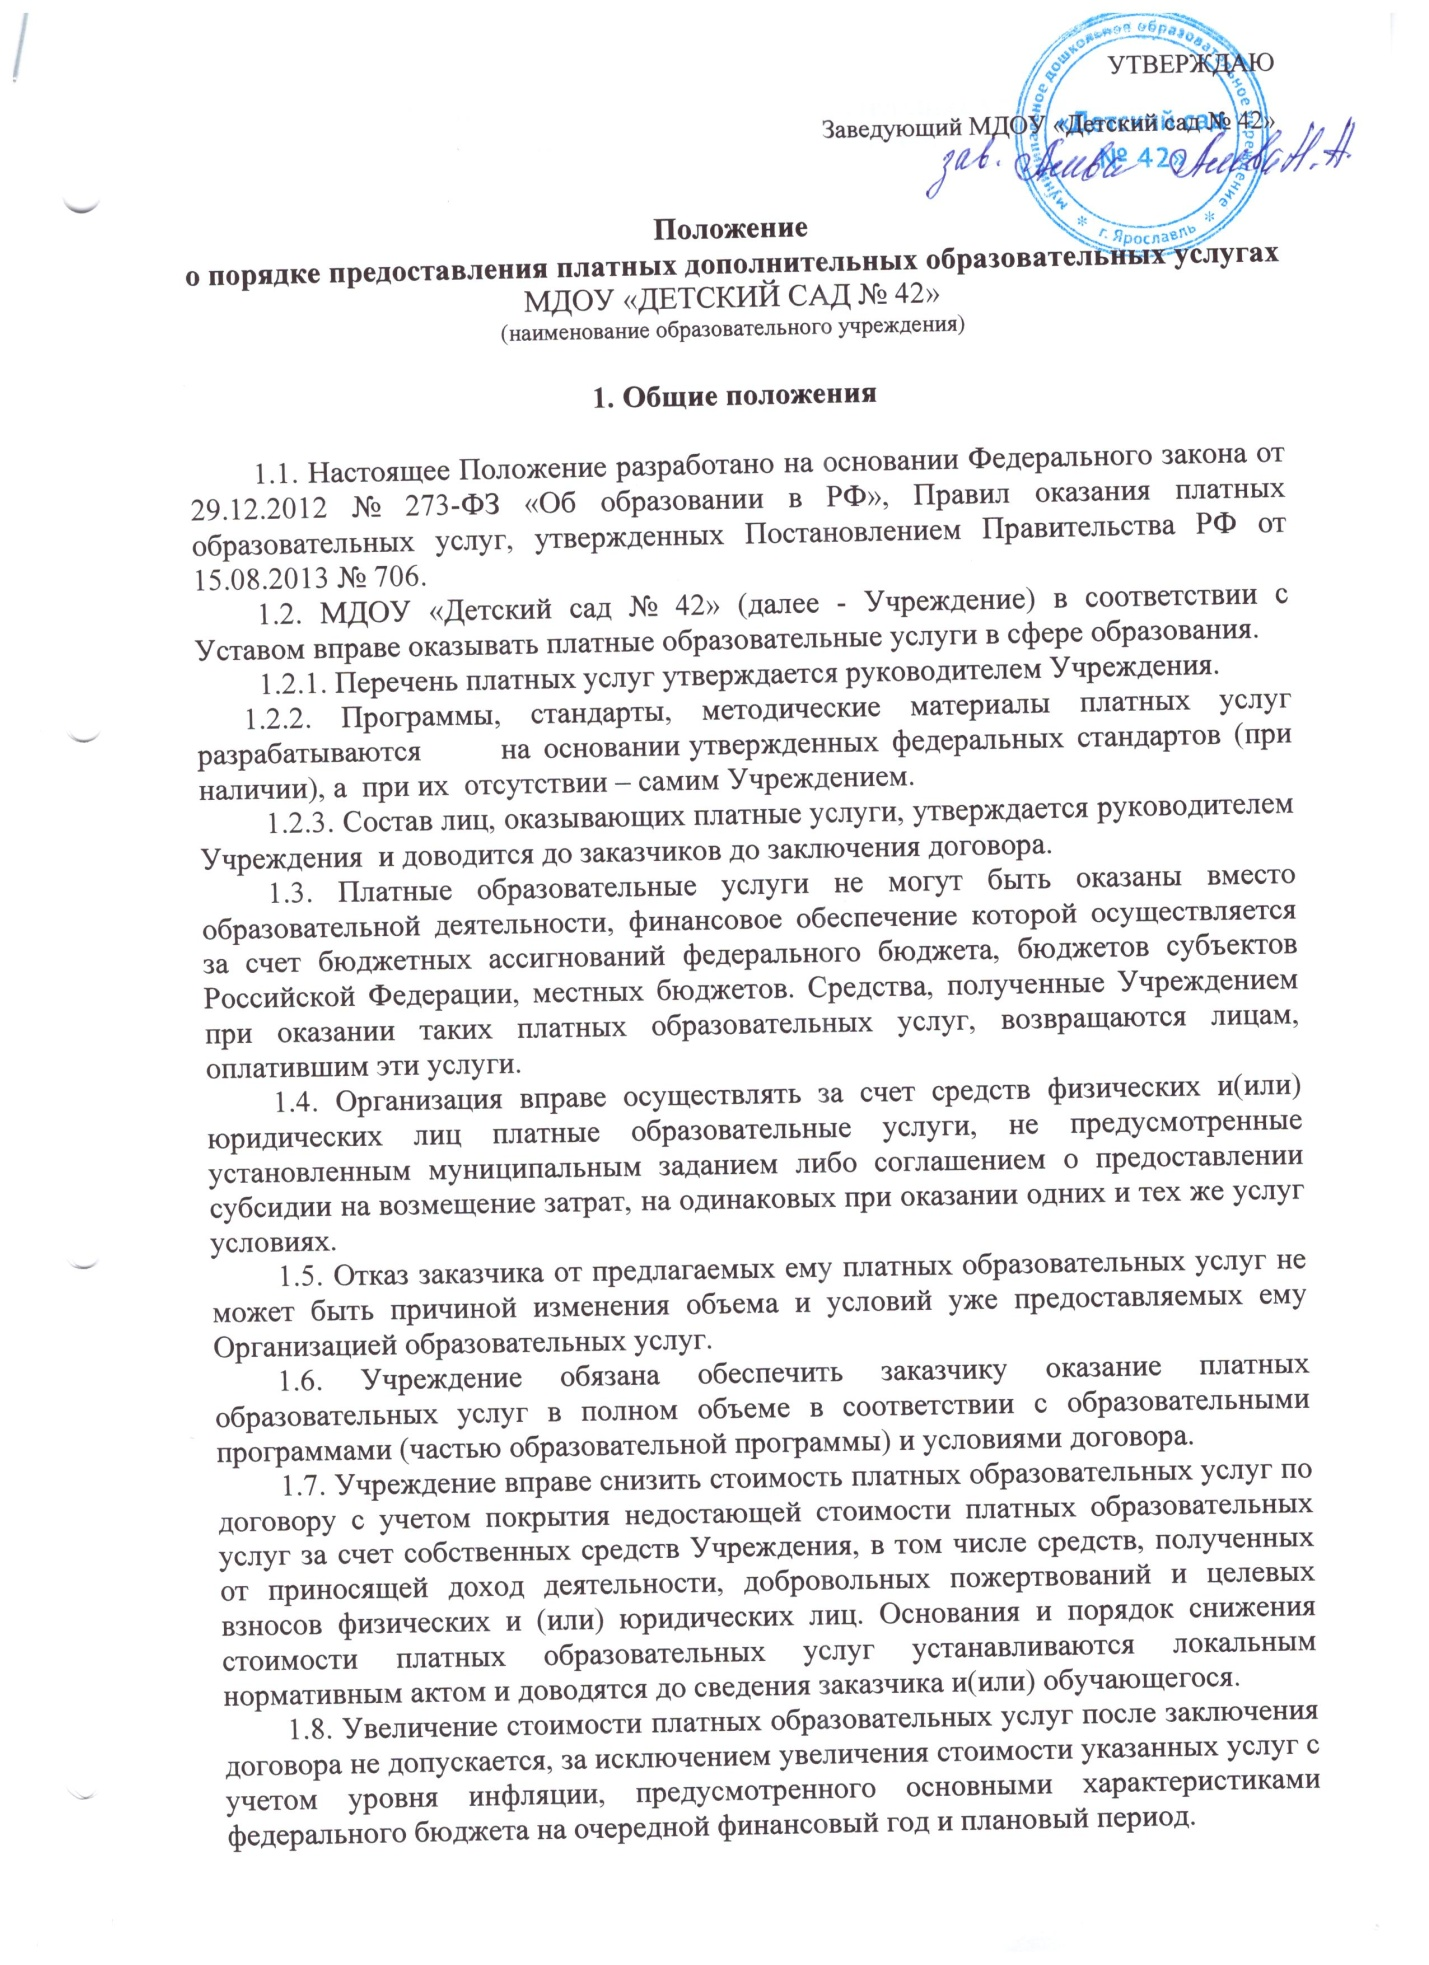 УТВЕРЖДАЮ
Заведующий МДОУ «Детский сад № 42»
зав.
муниципальное дошкольное образовательное учреждение
«Детский сад
№ 42»
г. Ярославль
Положение
о порядке предоставления платных дополнительных образовательных услугах
МДОУ «ДЕТСКИЙ САД № 42»
(наименование образовательного учреждения)
1. Общие положения
1.1. Настоящее Положение разработано на основании Федерального закона от
29.12.2012 № 273-ФЗ «Об образовании в РФ», Правил оказания платных
образовательных услуг, утвержденных Постановлением Правительства РФ от
15.08.2013 № 706.
1.2. МДОУ «Детский сад № 42» (далее - Учреждение) в соответствии с
Уставом вправе оказывать платные образовательные услуги в сфере образования.
1.2.1. Перечень платных услуг утверждается руководителем Учреждения.
1.2.2. Программы, стандарты, методические материалы платных услуг
разрабатываются на основании утвержденных федеральных стандартов (при
наличии), а при их отсутствии – самим Учреждением.
1.2.3. Состав лиц, оказывающих платные услуги, утверждается руководителем
Учреждения и доводится до заказчиков до заключения договора.
1.3. Платные образовательные услуги не могут быть оказаны вместо
образовательной деятельности, финансовое обеспечение которой осуществляется
за счет бюджетных ассигнований федерального бюджета, бюджетов субъектов
Российской Федерации, местных бюджетов. Средства, полученные Учреждением
при оказании таких платных образовательных услуг, возвращаются лицам,
оплатившим эти услуги.
1.4. Организация вправе осуществлять за счет средств физических и(или)
юридических лиц платные образовательные услуги, не предусмотренные
установленным муниципальным заданием либо соглашением о предоставлении
субсидии на возмещение затрат, на одинаковых при оказании одних и тех же услуг
условиях.
1.5. Отказ заказчика от предлагаемых ему платных образовательных услуг не
может быть причиной изменения объема и условий уже предоставляемых ему
Организацией образовательных услуг.
1.6. Учреждение обязана обеспечить заказчику оказание платных
образовательных услуг в полном объеме в соответствии с образовательными
программами (частью образовательной программы) и условиями договора.
1.7. Учреждение вправе снизить стоимость платных образовательных услуг по
договору с учетом покрытия недостающей стоимости платных образовательных
услуг за счет собственных средств Учреждения, в том числе средств, полученных
от приносящей доход деятельности, добровольных пожертвований и целевых
взносов физических и (или) юридических лиц. Основания и порядок снижения
стоимости платных образовательных услуг устанавливаются локальным
нормативным актом и доводятся до сведения заказчика и(или) обучающегося.
1.8. Увеличение стоимости платных образовательных услуг после заключения
договора не допускается, за исключением увеличения стоимости указанных услуг с
учетом уровня инфляции, предусмотренного основными характеристиками
федерального бюджета на очередной финансовый год и плановый период.